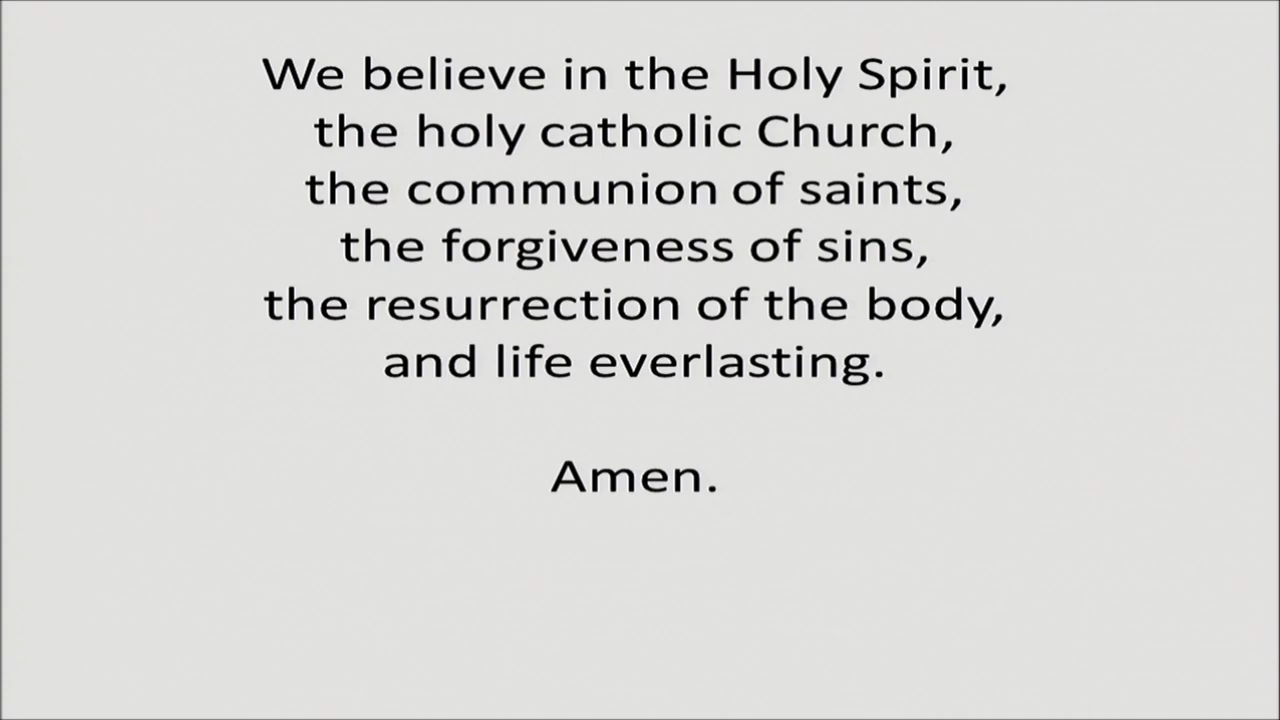 We believe in the Holy Spirit,
the holy catholic Church,
the communion of saints,
the forgiveness of sins,
the resurrection of the body,
and life everlasting.
Amen.